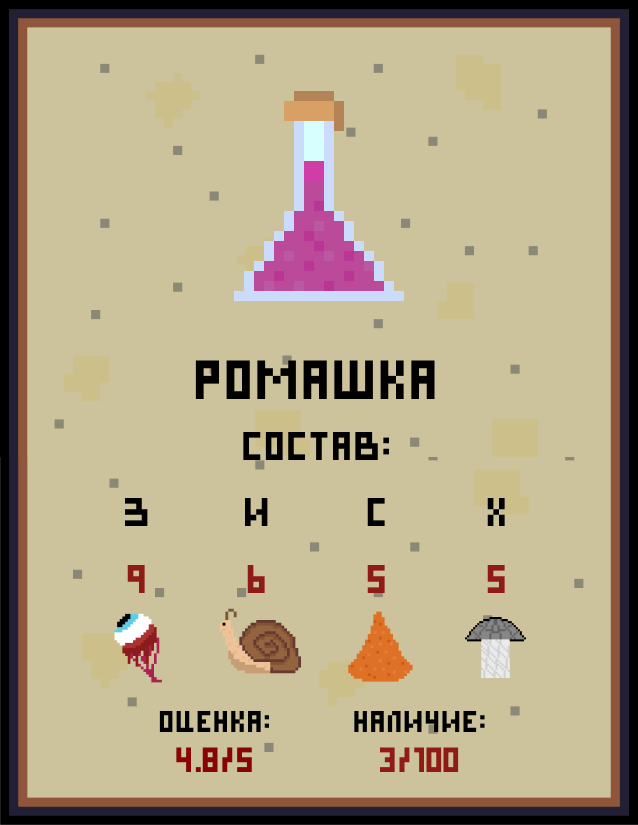 РОМАШКА
СОСТАВ:
З И С Х
9 6 5 5
ОЦЕНКА: НАЛИЧИЕ:
4.8/5 3/100